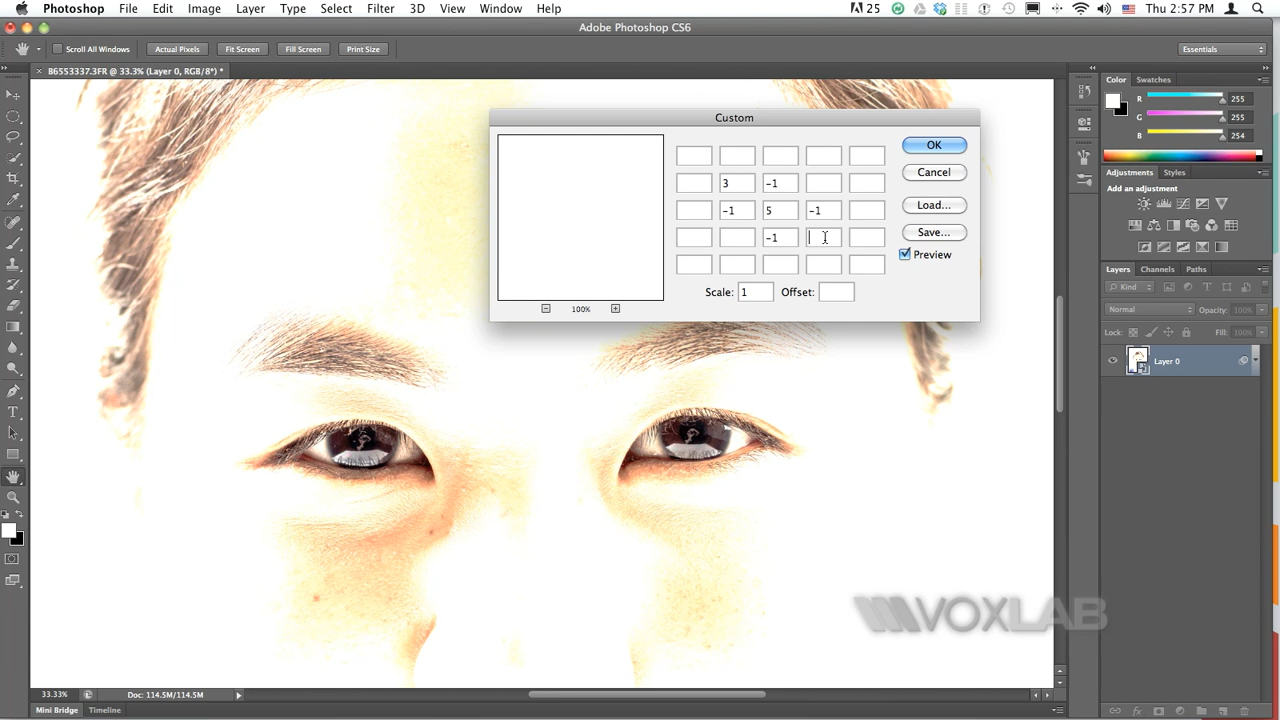 Photoshop File Edit Image Layer Type Select Filter 3D View Window Help 25 Thu 2:57 PM
Adobe Photoshop CS6
Scroll All Windows Actual Pixels Fit Screen Fill Screen Print Size Essentials
× B6553337.3FR @ 33.3% (Layer 0, RGB/8*) *
Custom
3 -1
-1 5 -1
-1
Scale: 1 Offset:
100%
OK
Cancel
Load...
Save...
Preview
Color Swatches
R 255
G 255
B 254
Adjustments Styles
Add an adjustment
Layers Channels Paths
Kind
Normal Opacity: 100%
Lock: Fill: 100%
Layer 0
VOXLAB
33.33% Doc: 114.5M/114.5M
Mini Bridge Timeline